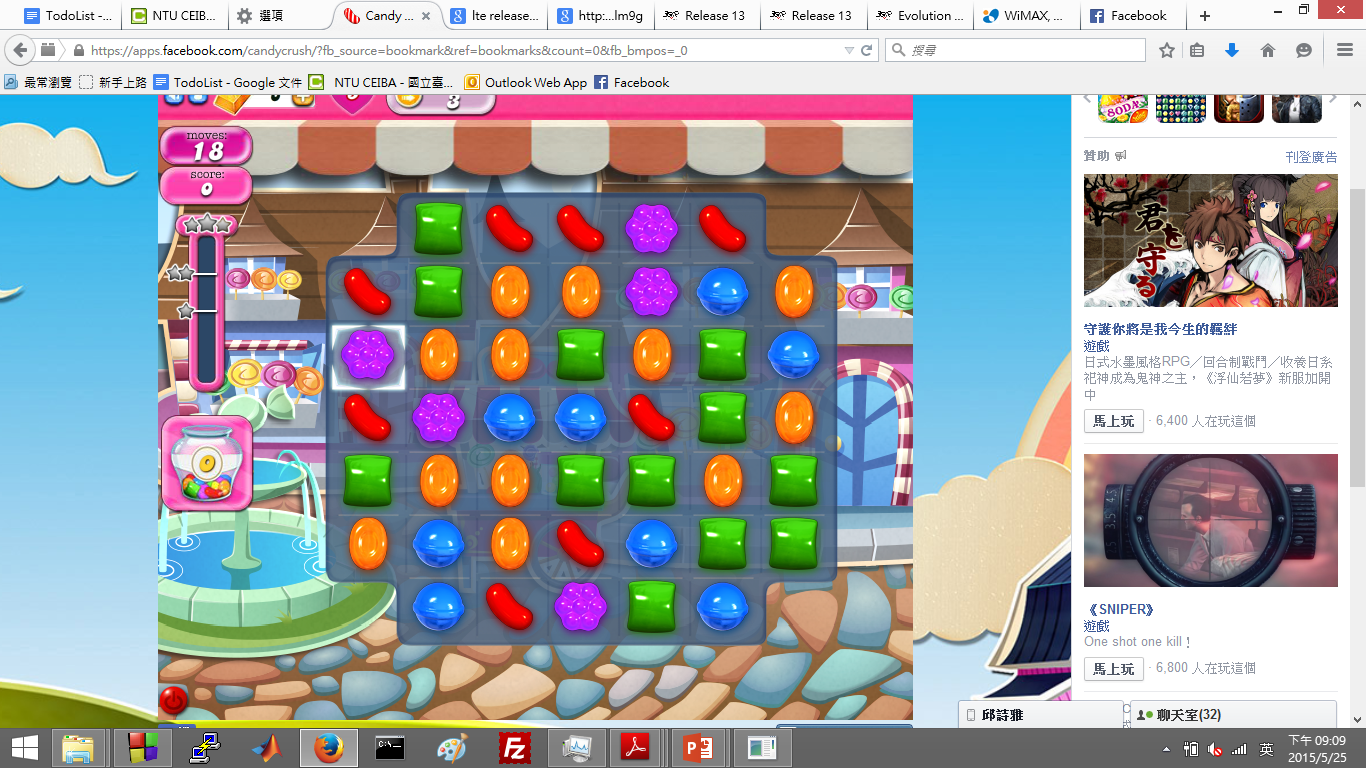 TodoList -...
NTU CEIB...
選項
Candy ...
lte release...
http:...lm9g
Release 13
Release 13
Evolution ...
WiMAX, ...
Facebook
https://apps.facebook.com/candycrush/?fb_source=bookmark&ref=bookmarks&count=0&fb_bmpos=_0
搜尋
最常瀏覽
新手上路
TodoList - Google 文件
NTU CEIBA - 國立臺...
Outlook Web App
Facebook
3
moves:
18
score:
0
0
SODA
贊助
刊登廣告
君を守る
守護你將是我今生的羈絆
遊戲
日式水墨風格RPG／回合制戰鬥／收養日系
祀神成為鬼神之主，《浮仙若夢》新服加開
中
馬上玩 · 6,400 人在玩這個
《SNIPER》
遊戲
One shot one kill！
馬上玩 · 6,800 人在玩這個
邱詩雅
聊天室(32)
C:\_
英
下午 09:09
2015/5/25